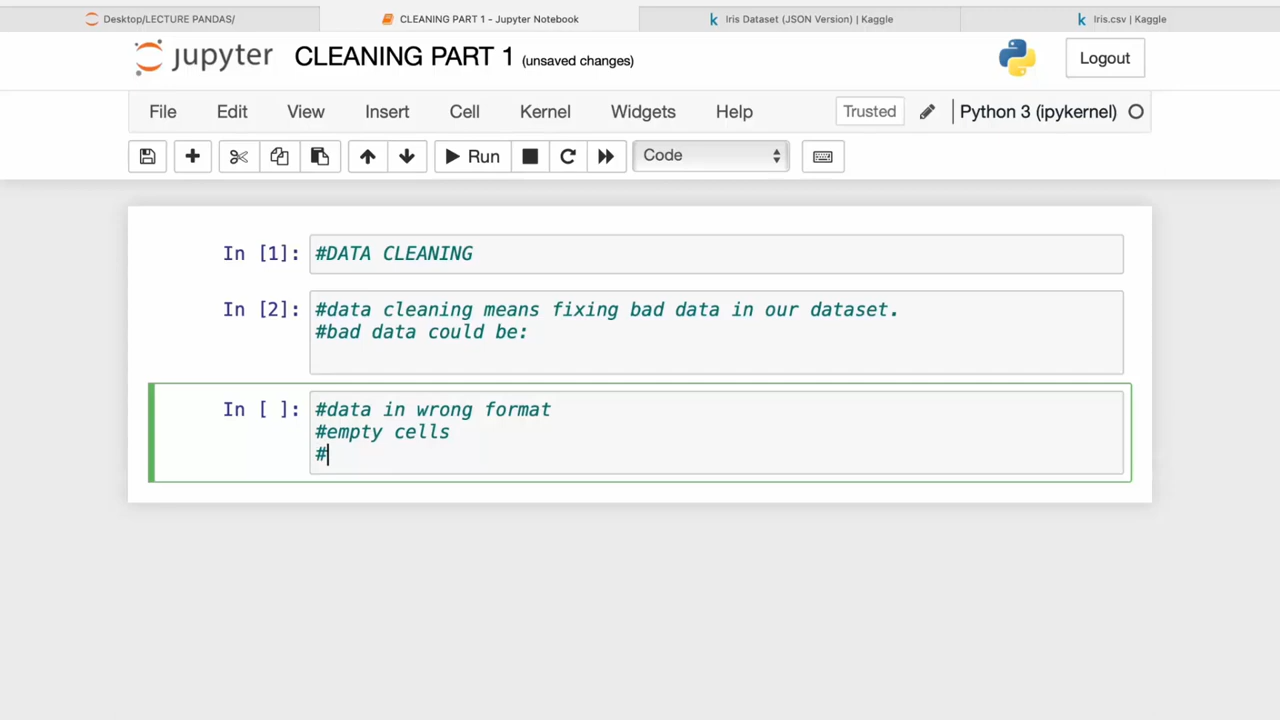 Desktop/LECTURE PANDAS/
CLEANING PART 1 - Jupyter Notebook
Iris Dataset (JSON Version) | Kaggle
Iris.csv | Kaggle
jupyter CLEANING PART 1 (unsaved changes)
Logout
File Edit View Insert Cell Kernel Widgets Help
Trusted
Python 3 (ipykernel)
Run
Code
In [1]: #DATA CLEANING
In [2]: #data cleaning means fixing bad data in our dataset.
#bad data could be:
In [ ]: #data in wrong format
#empty cells
#